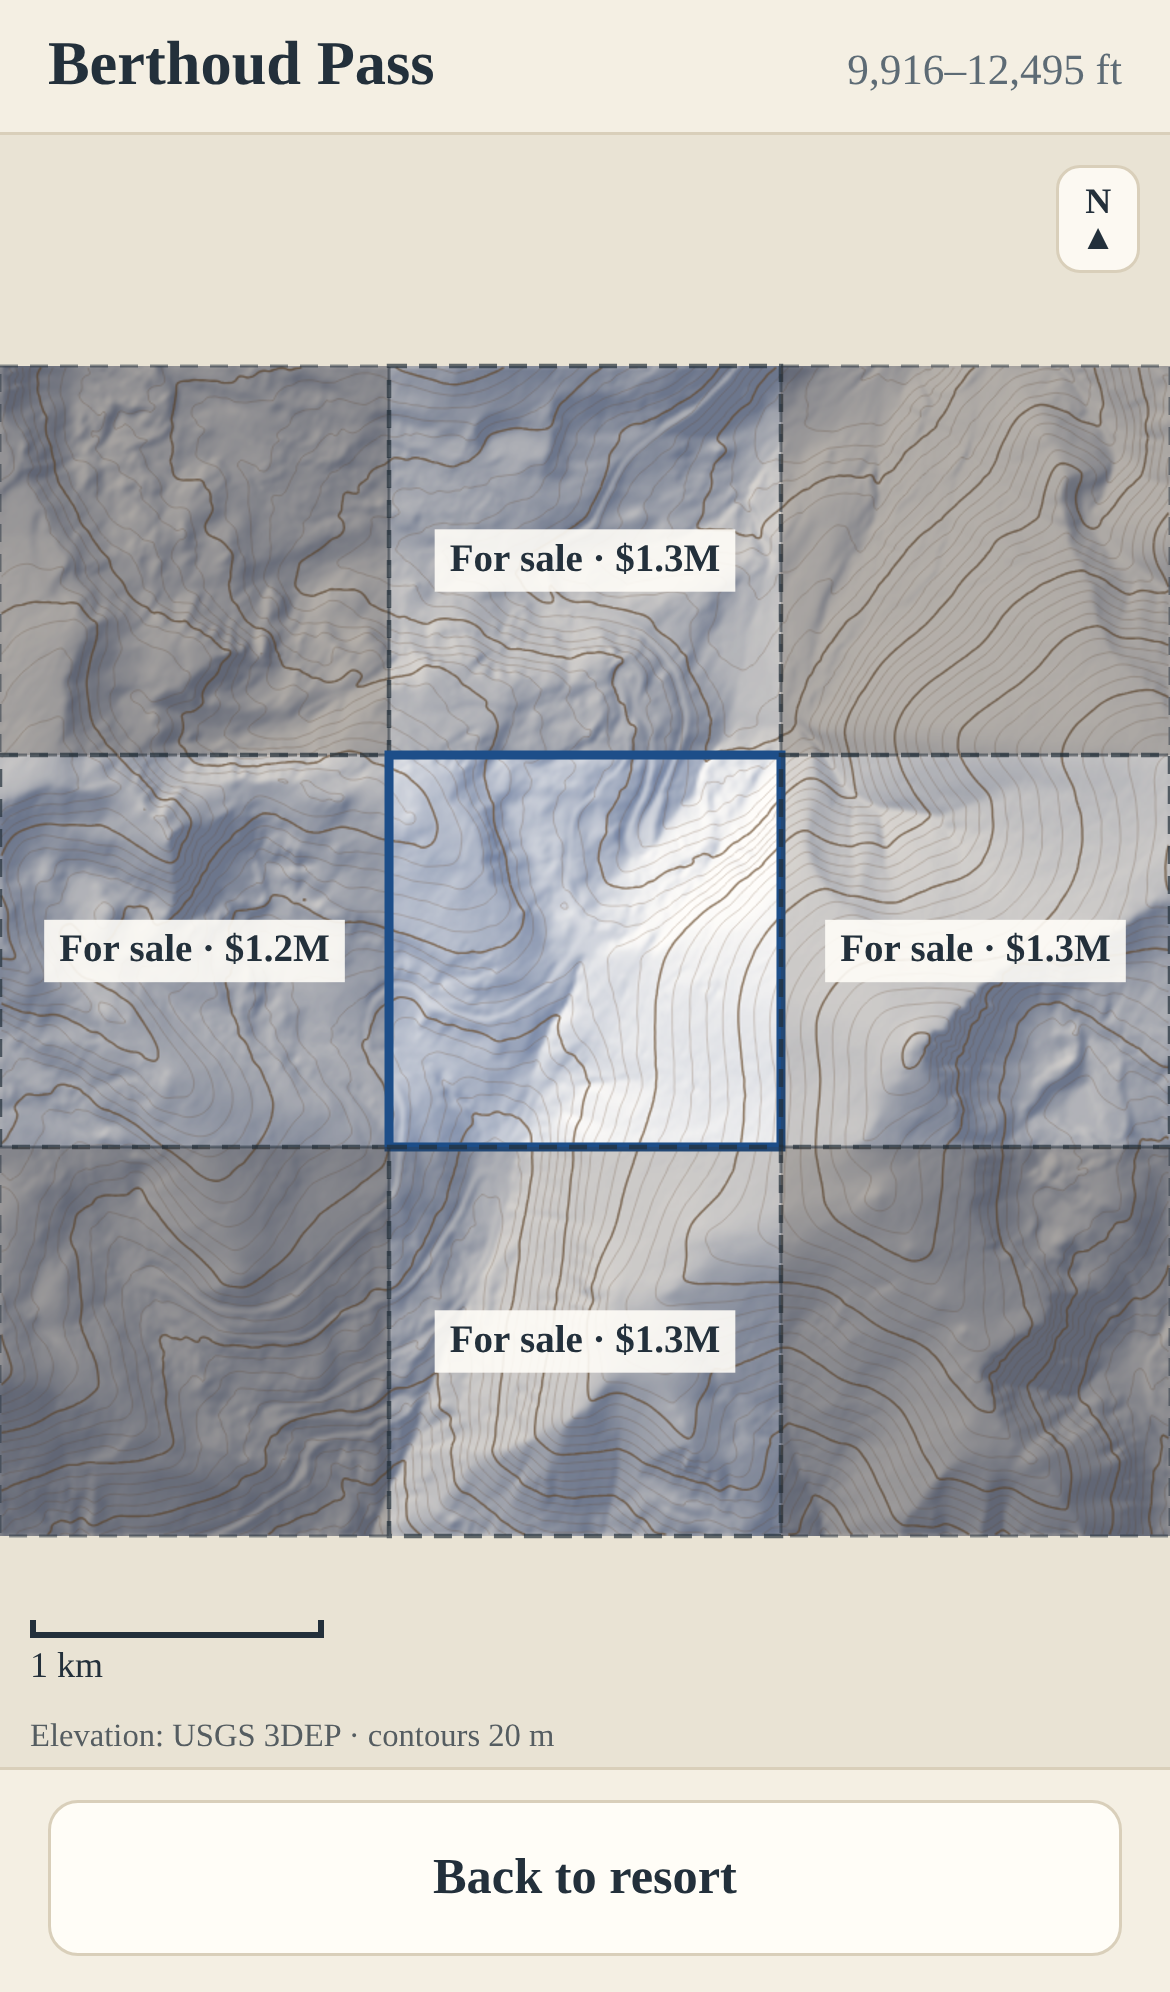 Berthoud Pass
9,916–12,495 ft
N
For sale · $1.3M
For sale · $1.2M
For sale · $1.3M
For sale · $1.3M
1 km
Elevation: USGS 3DEP · contours 20 m
Back to resort